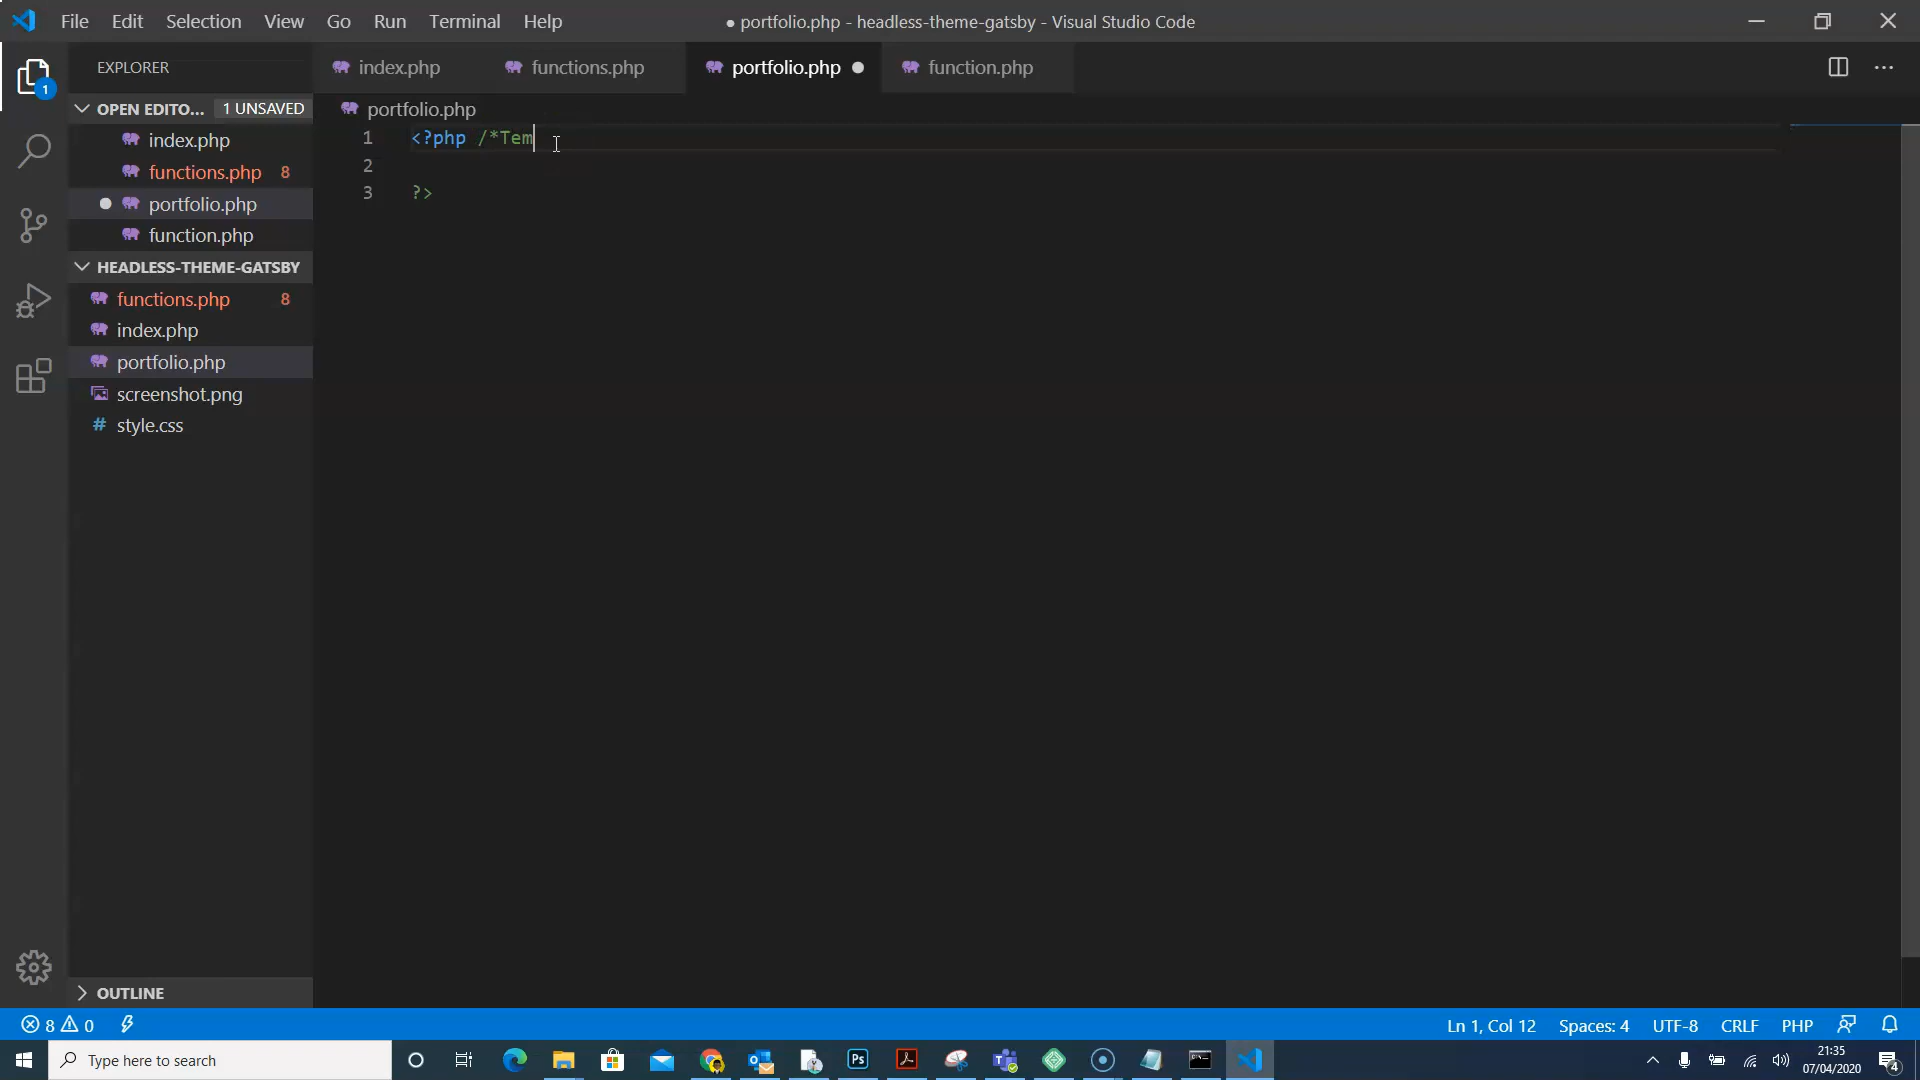 File Edit Selection View Go Run Terminal Help
● portfolio.php - headless-theme-gatsby - Visual Studio Code
EXPLORER
index.php
functions.php
portfolio.php
function.php
OPEN EDITO... 1 UNSAVED
index.php
functions.php 8
portfolio.php
function.php
HEADLESS-THEME-GATSBY
functions.php 8
index.php
portfolio.php
screenshot.png
# style.css
OUTLINE
portfolio.php
1 <?php /*Tem
2
3 ?>
8 0
Ln 1, Col 12 Spaces: 4 UTF-8 CRLF PHP
1
Type here to search
Ps
21:35
07/04/2020
4